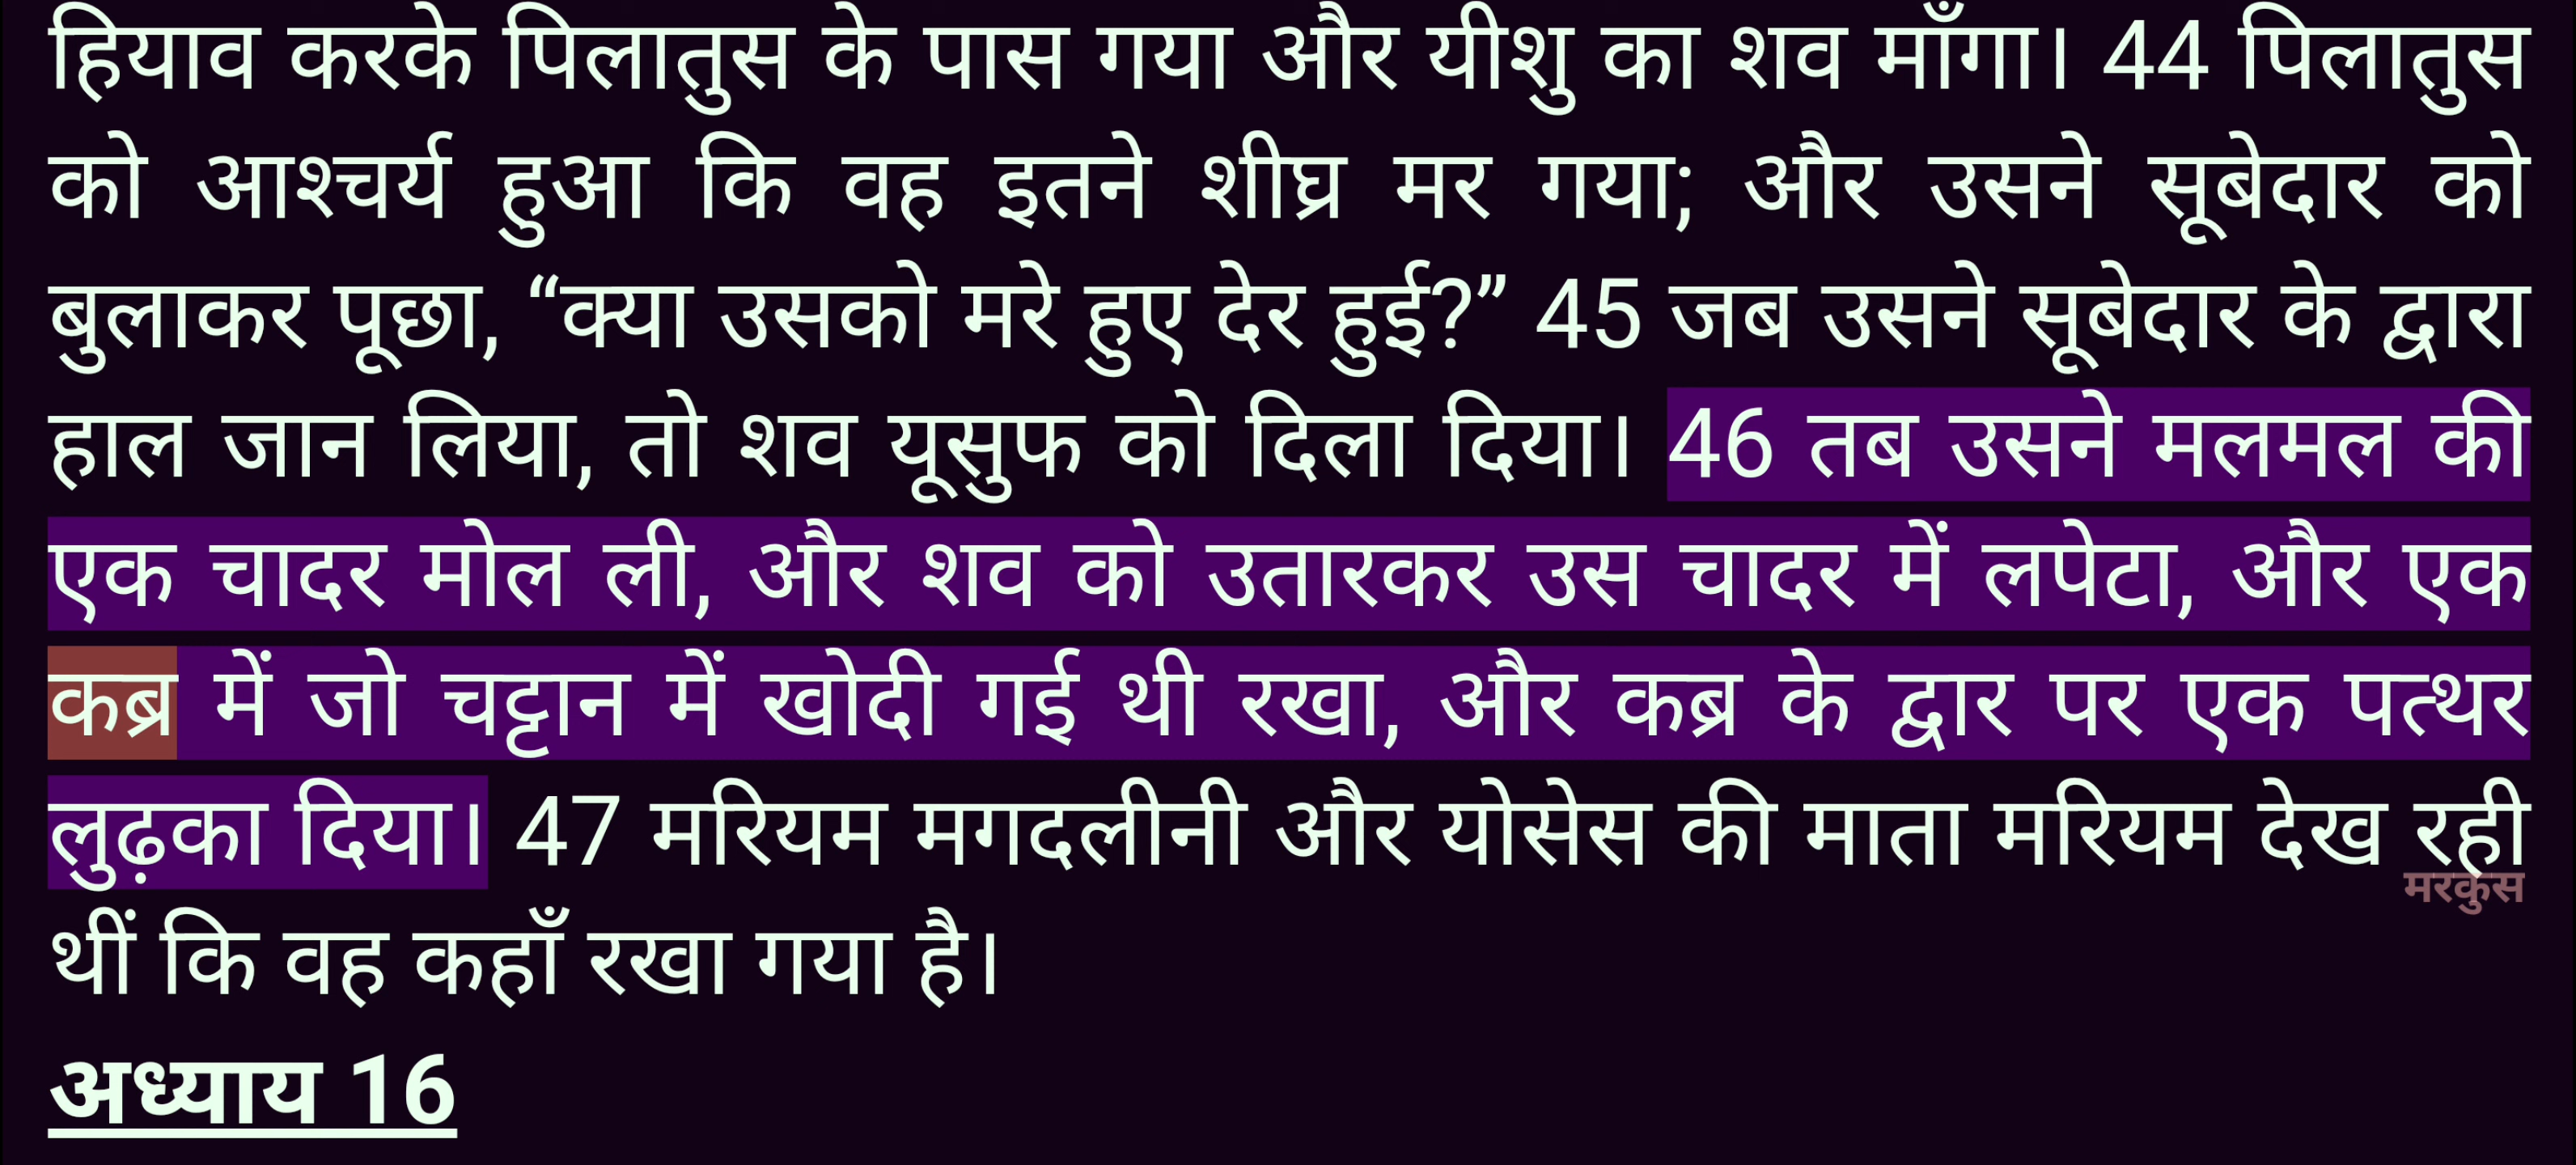 हियाव करके पिलातुस के पास गया और यीशु का शव माँगा। 44 पिलातुस
को आश्चर्य हुआ कि वह इतने शीघ्र मर गया; और उसने सूबेदार को
बुलाकर पूछा, “क्या उसको मरे हुए देर हुई?” 45 जब उसने सूबेदार के द्वारा
हाल जान लिया, तो शव यूसुफ को दिला दिया। 46 तब उसने मलमल की
एक चादर मोल ली, और शव को उतारकर उस चादर में लपेटा, और एक
कब्र में जो चट्टान में खोदी गई थी रखा, और कब्र के द्वार पर एक पत्थर
लुढ़का दिया। 47 मरियम मगदलीनी और योसेस की माता मरियम देख रही
मरकुस
थीं कि वह कहाँ रखा गया है।
अध्याय 16